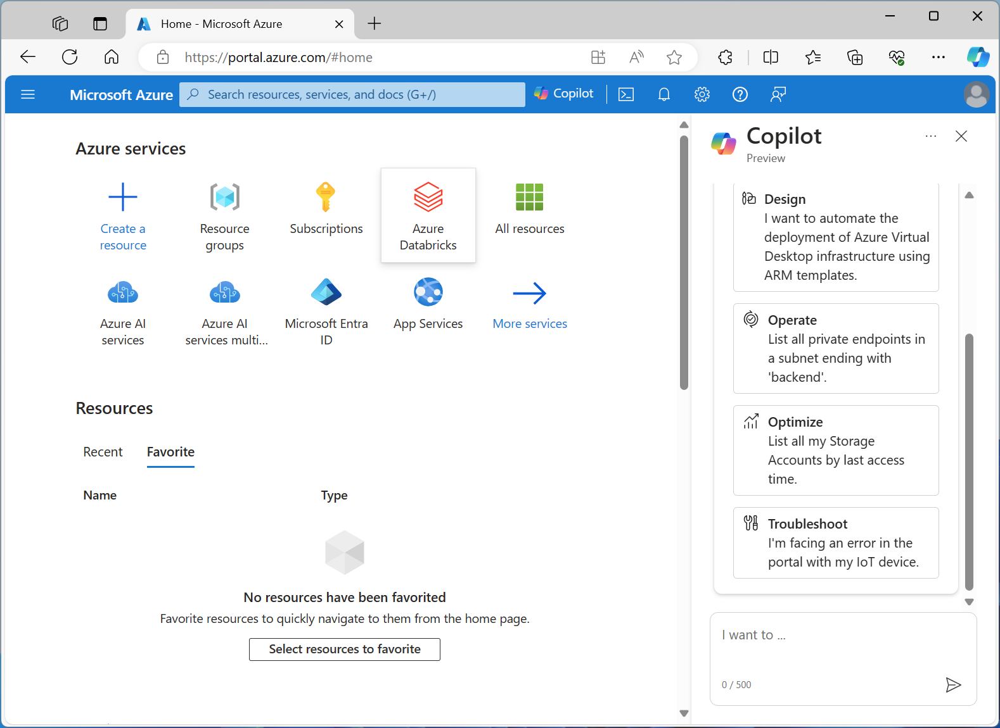 Home - Microsoft Azure
https://portal.azure.com/#home
Microsoft Azure
Search resources, services, and docs (G+/)
Copilot
Azure services
Create a
resource
Resource
groups
Subscriptions
Azure
Databricks
All resources
Azure AI
services
Azure AI
services multi...
Microsoft Entra
ID
App Services
More services
Resources
Recent
Favorite
Name
Type
No resources have been favorited
Favorite resources to quickly navigate to them from the home page.
Select resources to favorite
Copilot
Preview
Design
I want to automate the
deployment of Azure Virtual
Desktop infrastructure using
ARM templates.
Operate
List all private endpoints in
a subnet ending with
'backend'.
Optimize
List all my Storage
Accounts by last access
time.
Troubleshoot
I'm facing an error in the
portal with my IoT device.
I want to ...
0 / 500